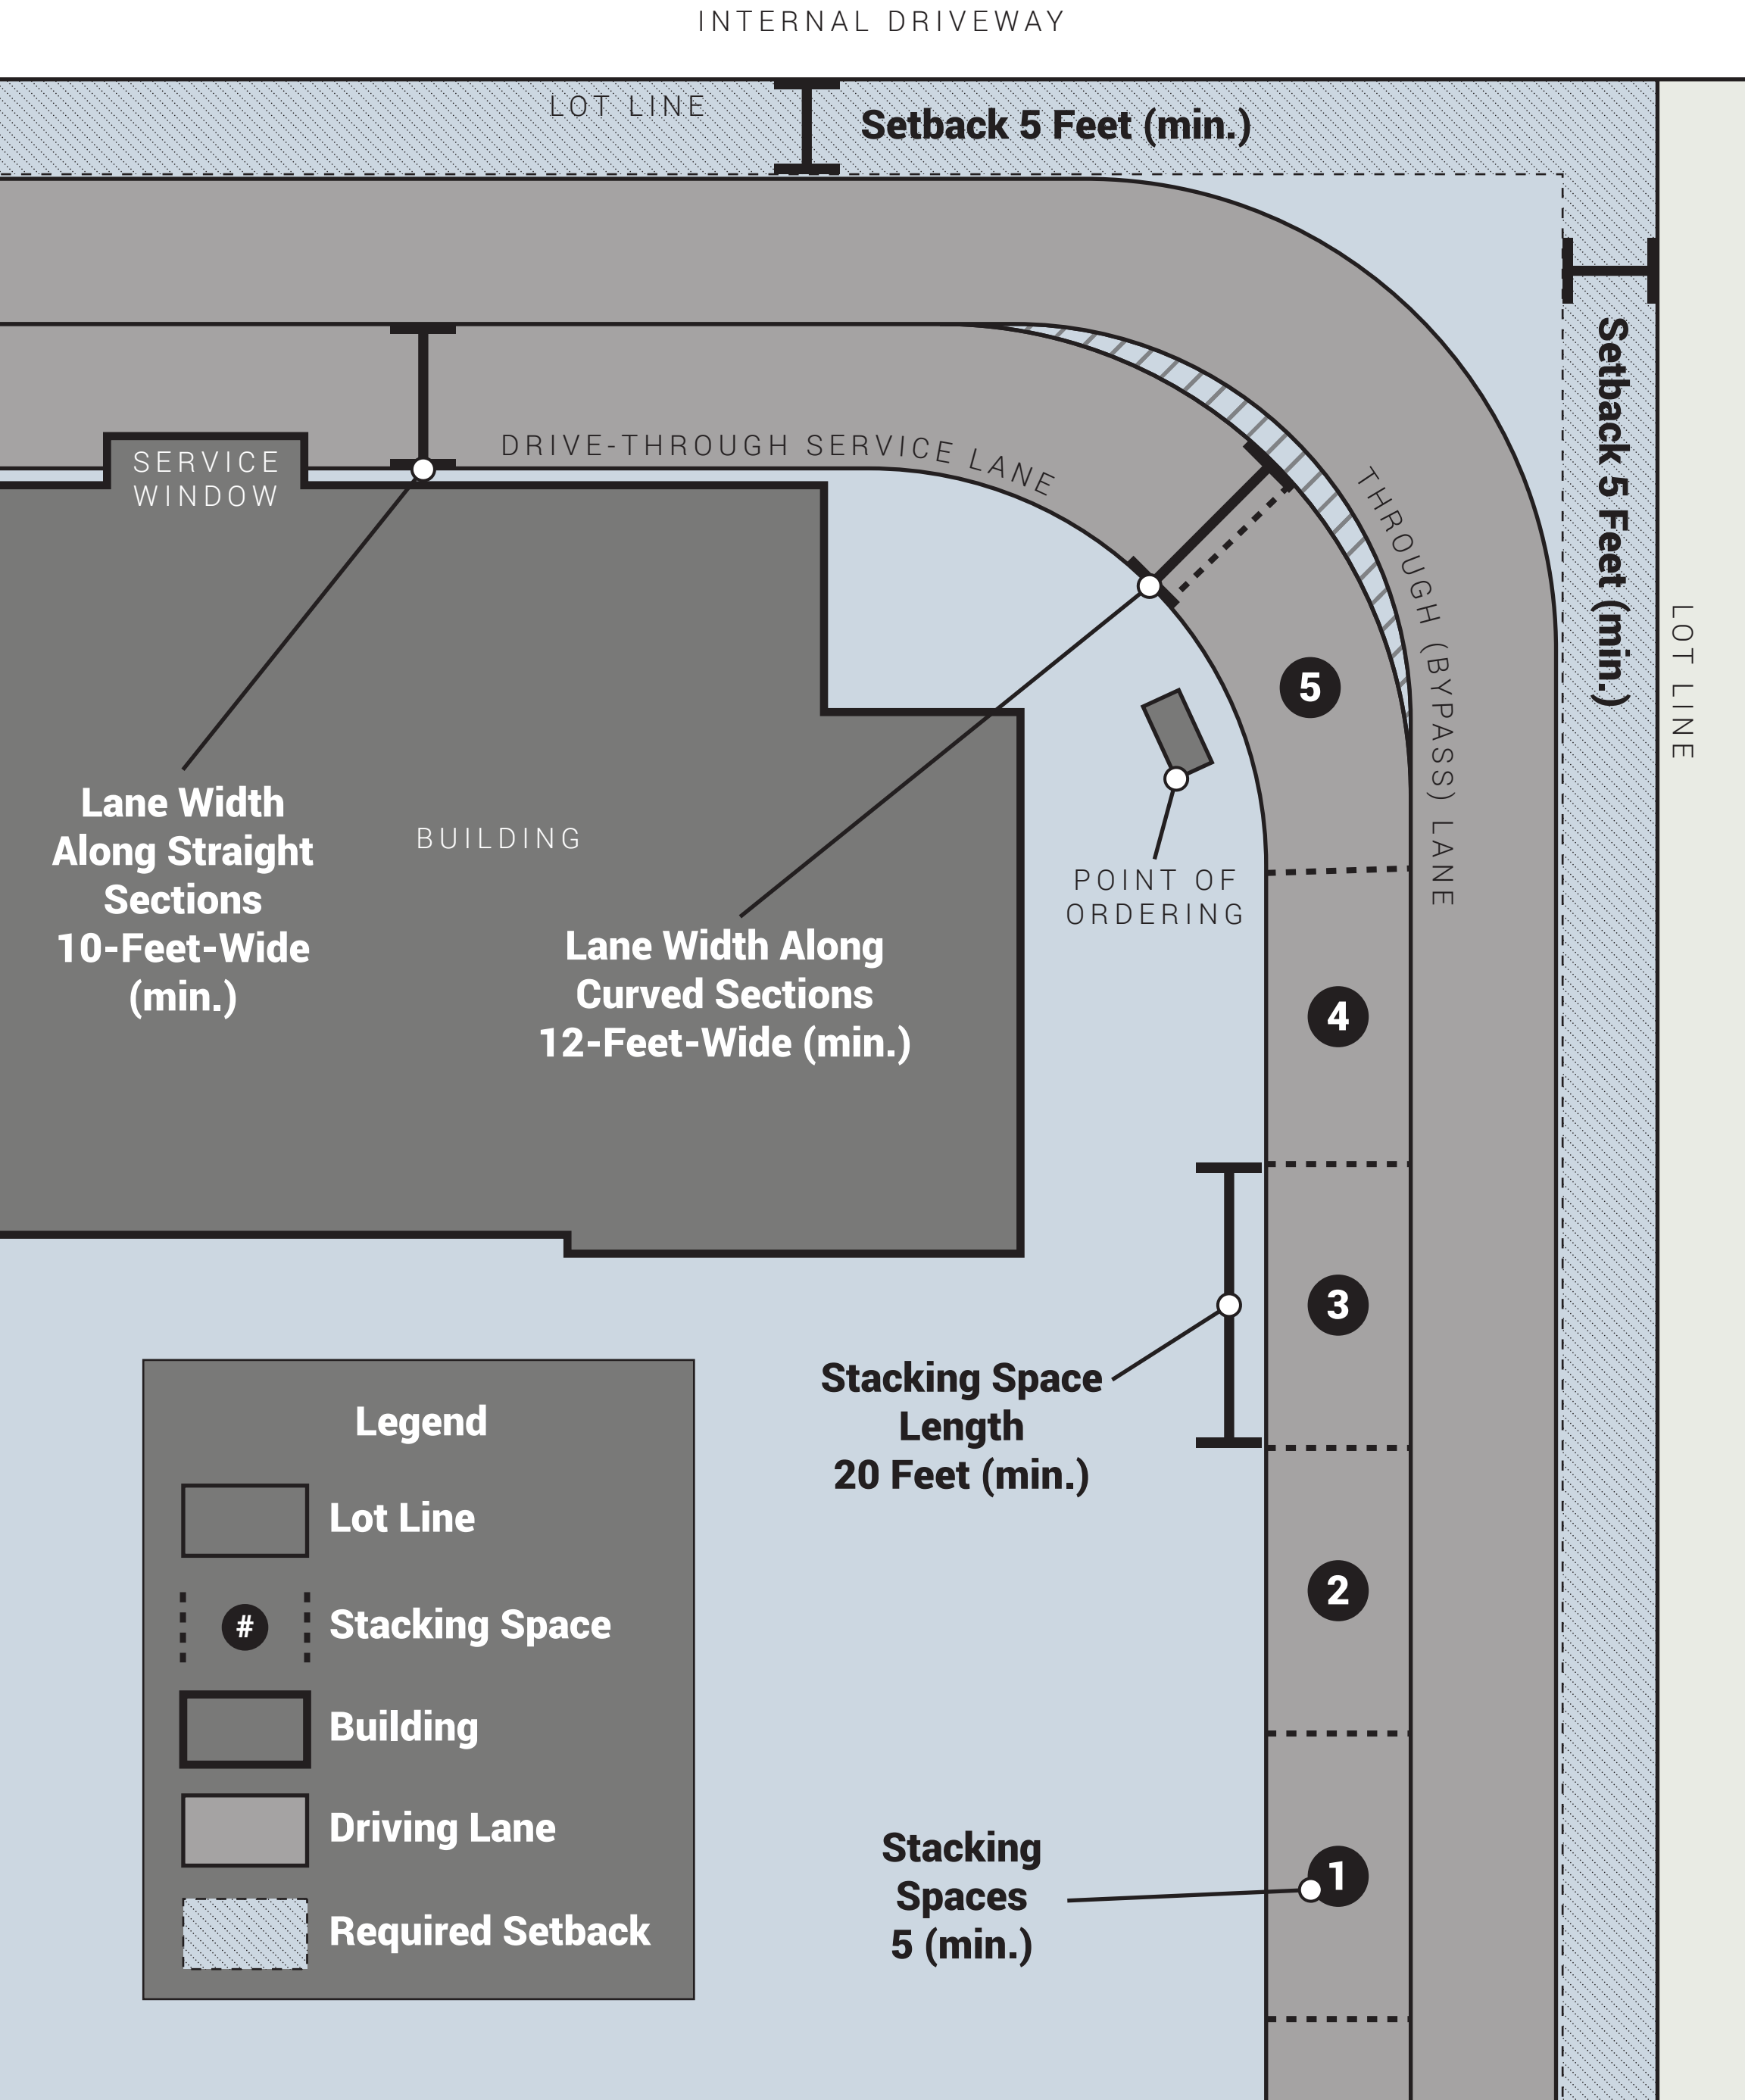 INTERNAL DRIVEWAY
LOT LINE
Setback 5 Feet (min.)
Setback 5 Feet (min.)
LOT LINE
SERVICE
WINDOW
DRIVE-THROUGH SERVICE LANE
THROUGH (BYPASS) LANE
5
Lane Width
Along Straight
Sections
10-Feet-Wide
(min.)
BUILDING
POINT OF
ORDERING
Lane Width Along
Curved Sections
12-Feet-Wide (min.)
4
3
Stacking Space
Length
20 Feet (min.)
2
Stacking
Spaces
5 (min.)
1
Legend
Lot Line
# Stacking Space
Building
Driving Lane
Required Setback